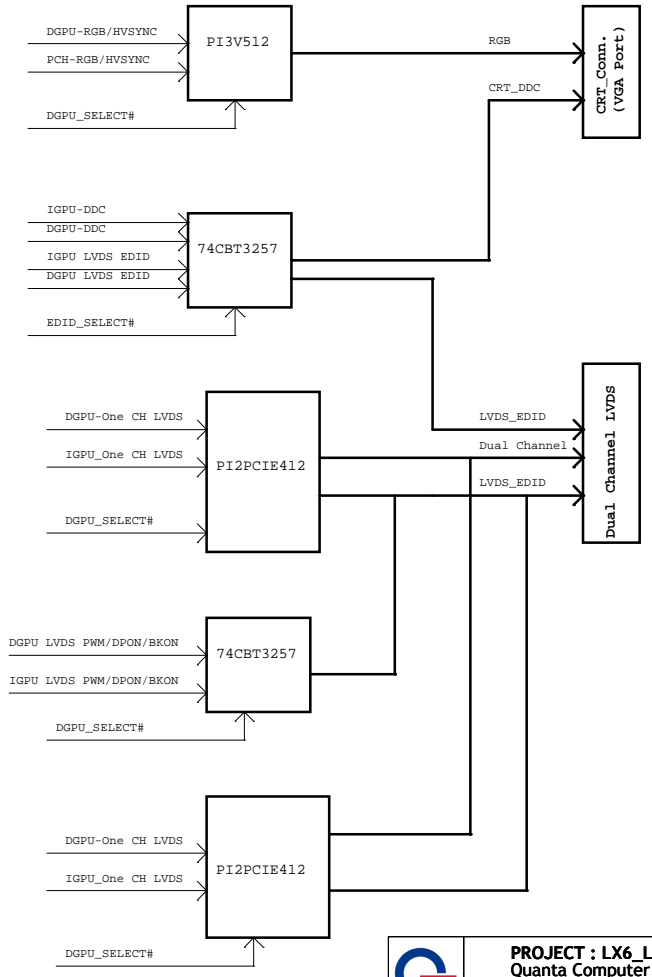 DGPU-RGB/HVSYNC
PCH-RGB/HVSYNC
DGPU_SELECT#
PI3V512
RGB
CRT_DDC
CRT_Conn.
(VGA Port)
IGPU-DDC
DGPU-DDC
IGPU LVDS EDID
DGPU LVDS EDID
EDID_SELECT#
74CBT3257
DGPU-One CH LVDS
IGPU_One CH LVDS
DGPU_SELECT#
PI2PCIE412
LVDS_EDID
Dual Channel
LVDS_EDID
Dual Channel LVDS
DGPU LVDS PWM/DPON/BKON
IGPU LVDS PWM/DPON/BKON
DGPU_SELECT#
74CBT3257
DGPU-One CH LVDS
IGPU_One CH LVDS
DGPU_SELECT#
PI2PCIE412
PROJECT : LX6_L
Quanta Computer